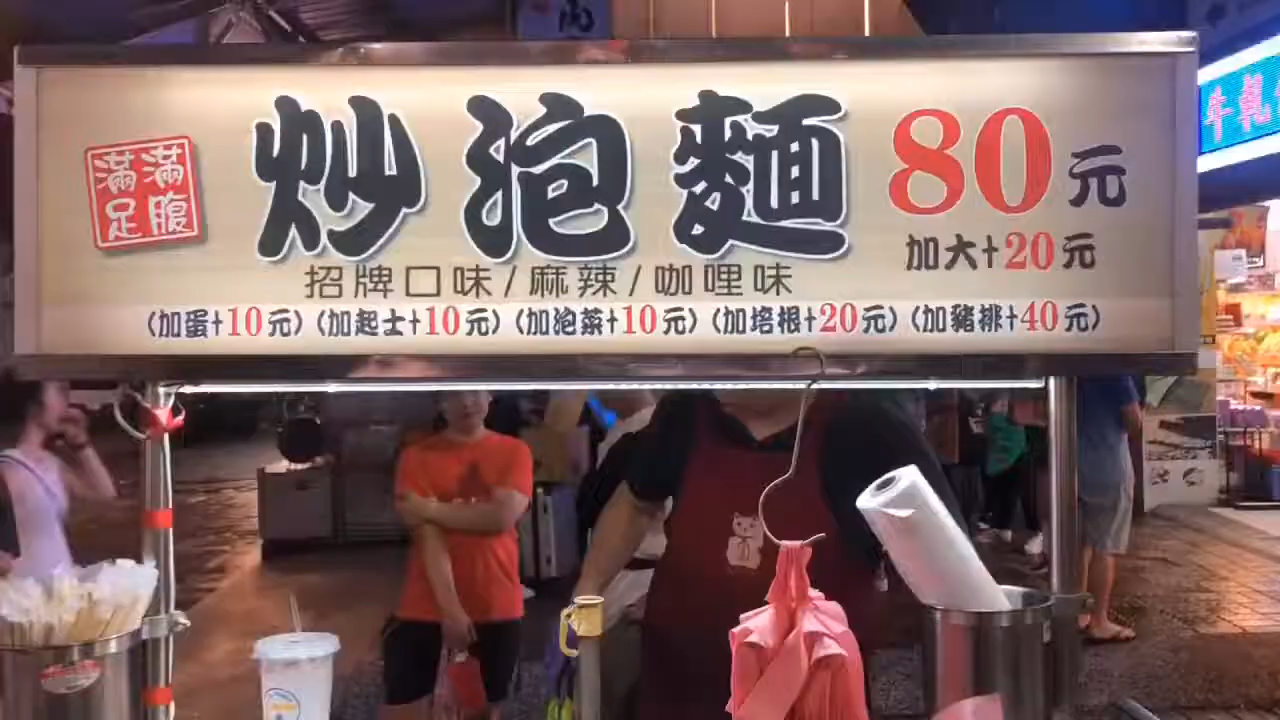 滿腹
滿足
炒泡麵 80元
加大+20元
招牌口味/麻辣/咖哩味
(加蛋+10元)(加起士+10元)(加泡菜+10元)(加培根+20元)(加豬排+40元)
牛軋